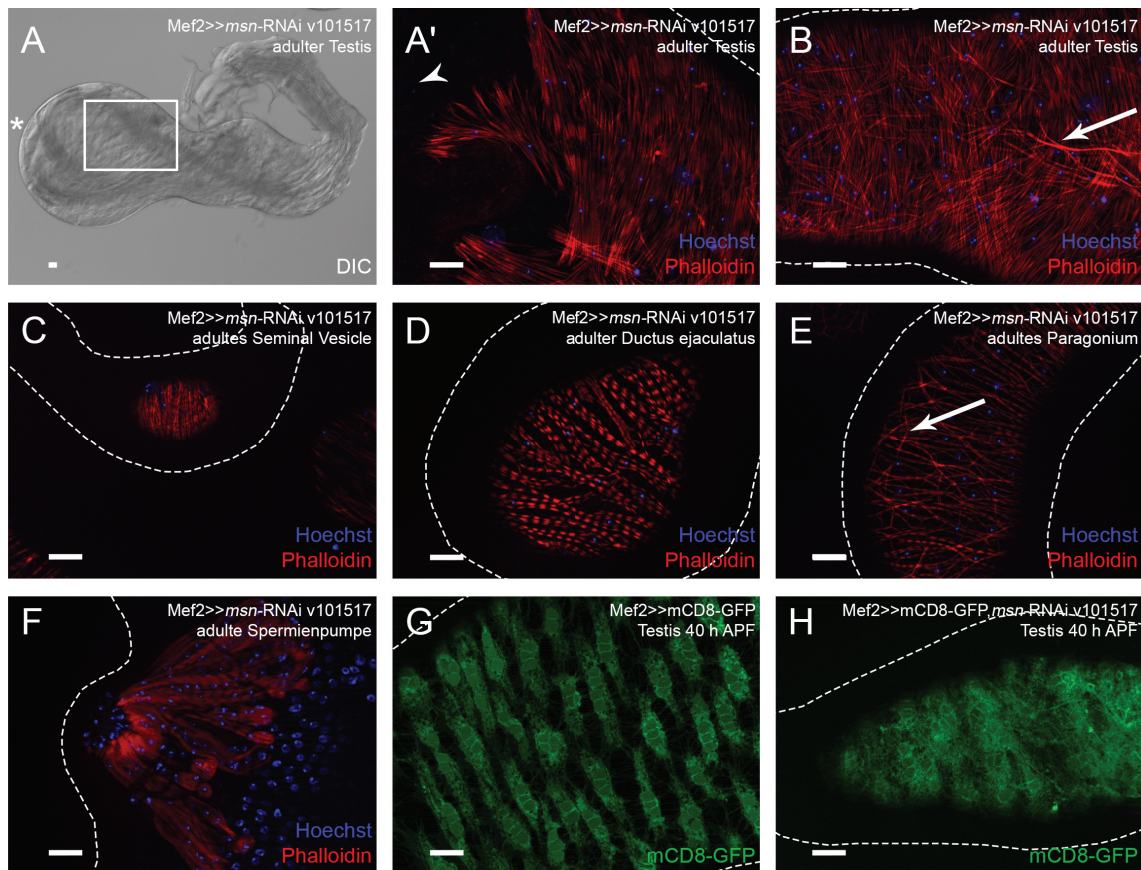 A
Mef2>>msn-RNAi v101517
adulter Testis
*
DIC
A'
Mef2>>msn-RNAi v101517
adulter Testis
Hoechst
Phalloidin
B
Mef2>>msn-RNAi v101517
adulter Testis
Hoechst
Phalloidin
C
Mef2>>msn-RNAi v101517
adultes Seminal Vesicle
Hoechst
Phalloidin
D
Mef2>>msn-RNAi v101517
adulter Ductus ejaculatus
Hoechst
Phalloidin
E
Mef2>>msn-RNAi v101517
adultes Paragonium
Hoechst
Phalloidin
F
Mef2>>msn-RNAi v101517
adulte Spermienpumpe
Hoechst
Phalloidin
G
Mef2>>mCD8-GFP
Testis 40 h APF
mCD8-GFP
H
Mef2>>mCD8-GFP,msn-RNAi v101517
Testis 40 h APF
mCD8-GFP